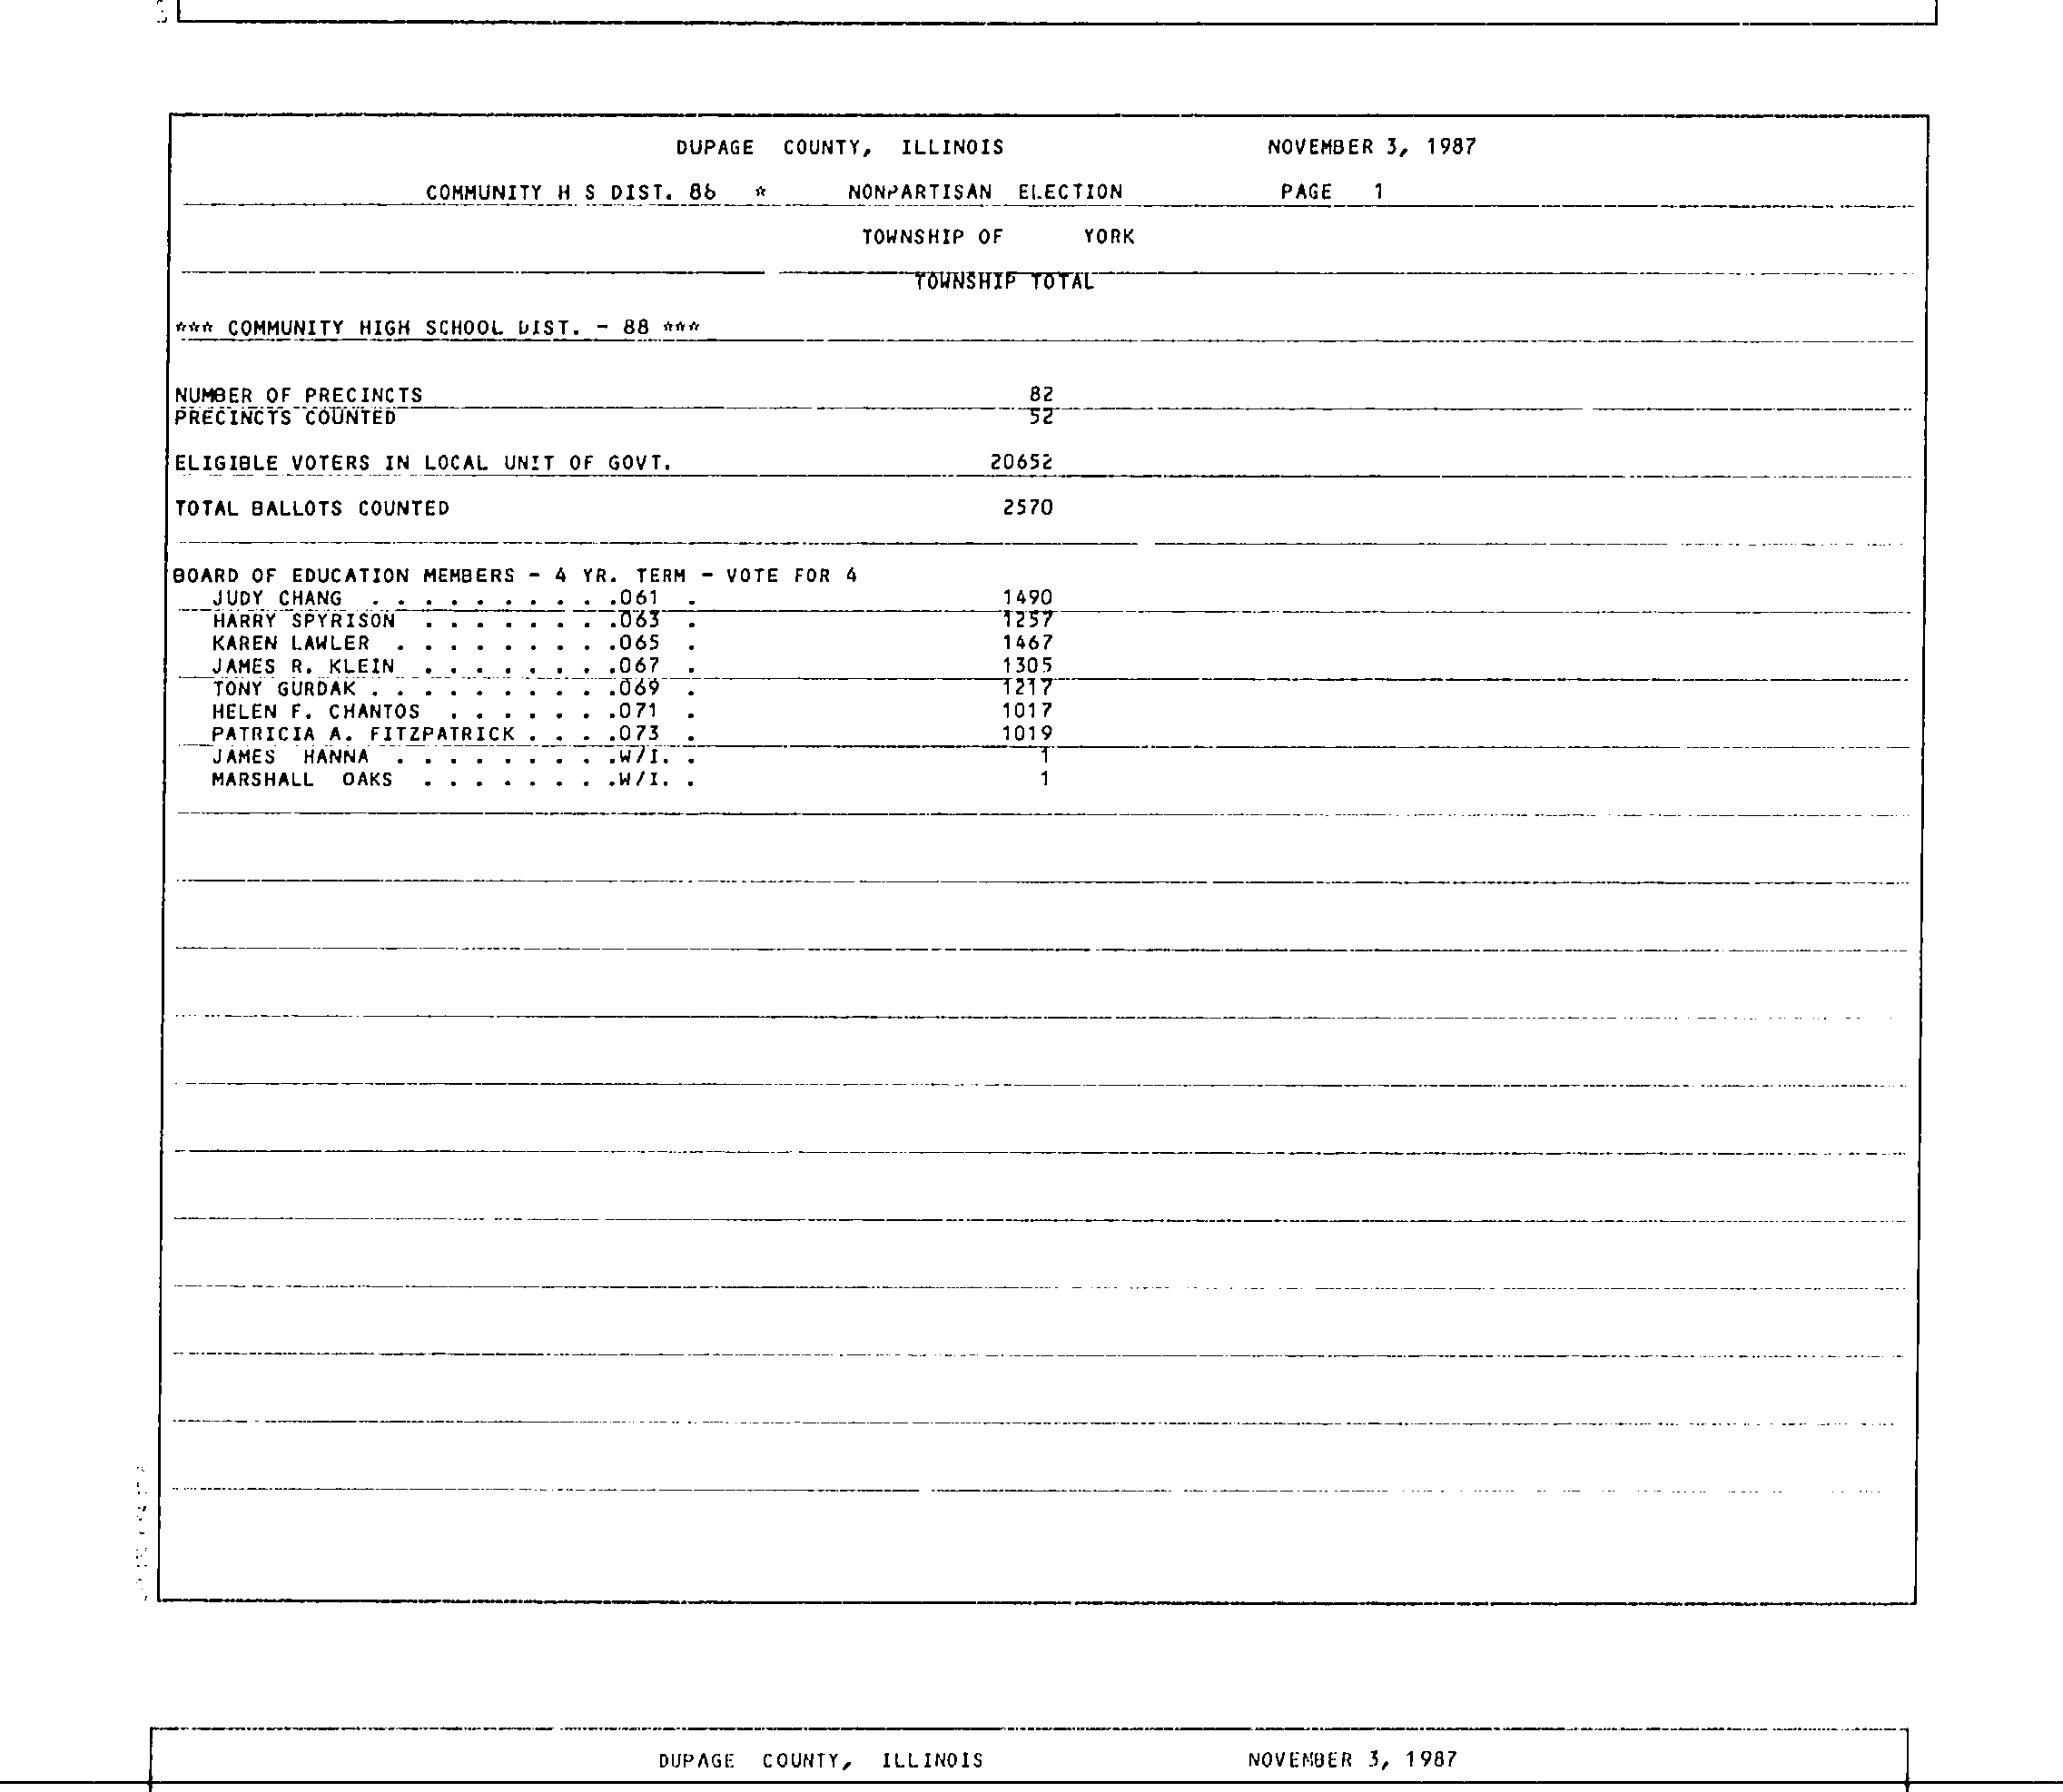 DUPAGE COUNTY, ILLINOIS NOVEMBER 3, 1987
COMMUNITY H S DIST. 86 * NONPARTISAN ELECTION PAGE 1
TOWNSHIP OF YORK
TOWNSHIP TOTAL
*** COMMUNITY HIGH SCHOOL DIST. - 88 ***
NUMBER OF PRECINCTS 82
PRECINCTS COUNTED 52
ELIGIBLE VOTERS IN LOCAL UNIT OF GOVT. 20652
TOTAL BALLOTS COUNTED 2570
BOARD OF EDUCATION MEMBERS - 4 YR. TERM - VOTE FOR 4
JUDY CHANG . . . . . . . . . .061 . 1490
HARRY SPYRISON . . . . . . . .063 . 1257
KAREN LAWLER . . . . . . . . .065 . 1467
JAMES R. KLEIN . . . . . . . .067 . 1305
TONY GURDAK . . . . . . . . . .069 . 1217
HELEN F. CHANTOS . . . . . . .071 . 1017
PATRICIA A. FITZPATRICK . . . .073 . 1019
JAMES HANNA . . . . . . . . .W/I. . 1
MARSHALL OAKS . . . . . . . .W/I. . 1
DUPAGE COUNTY, ILLINOIS NOVEMBER 3, 1987